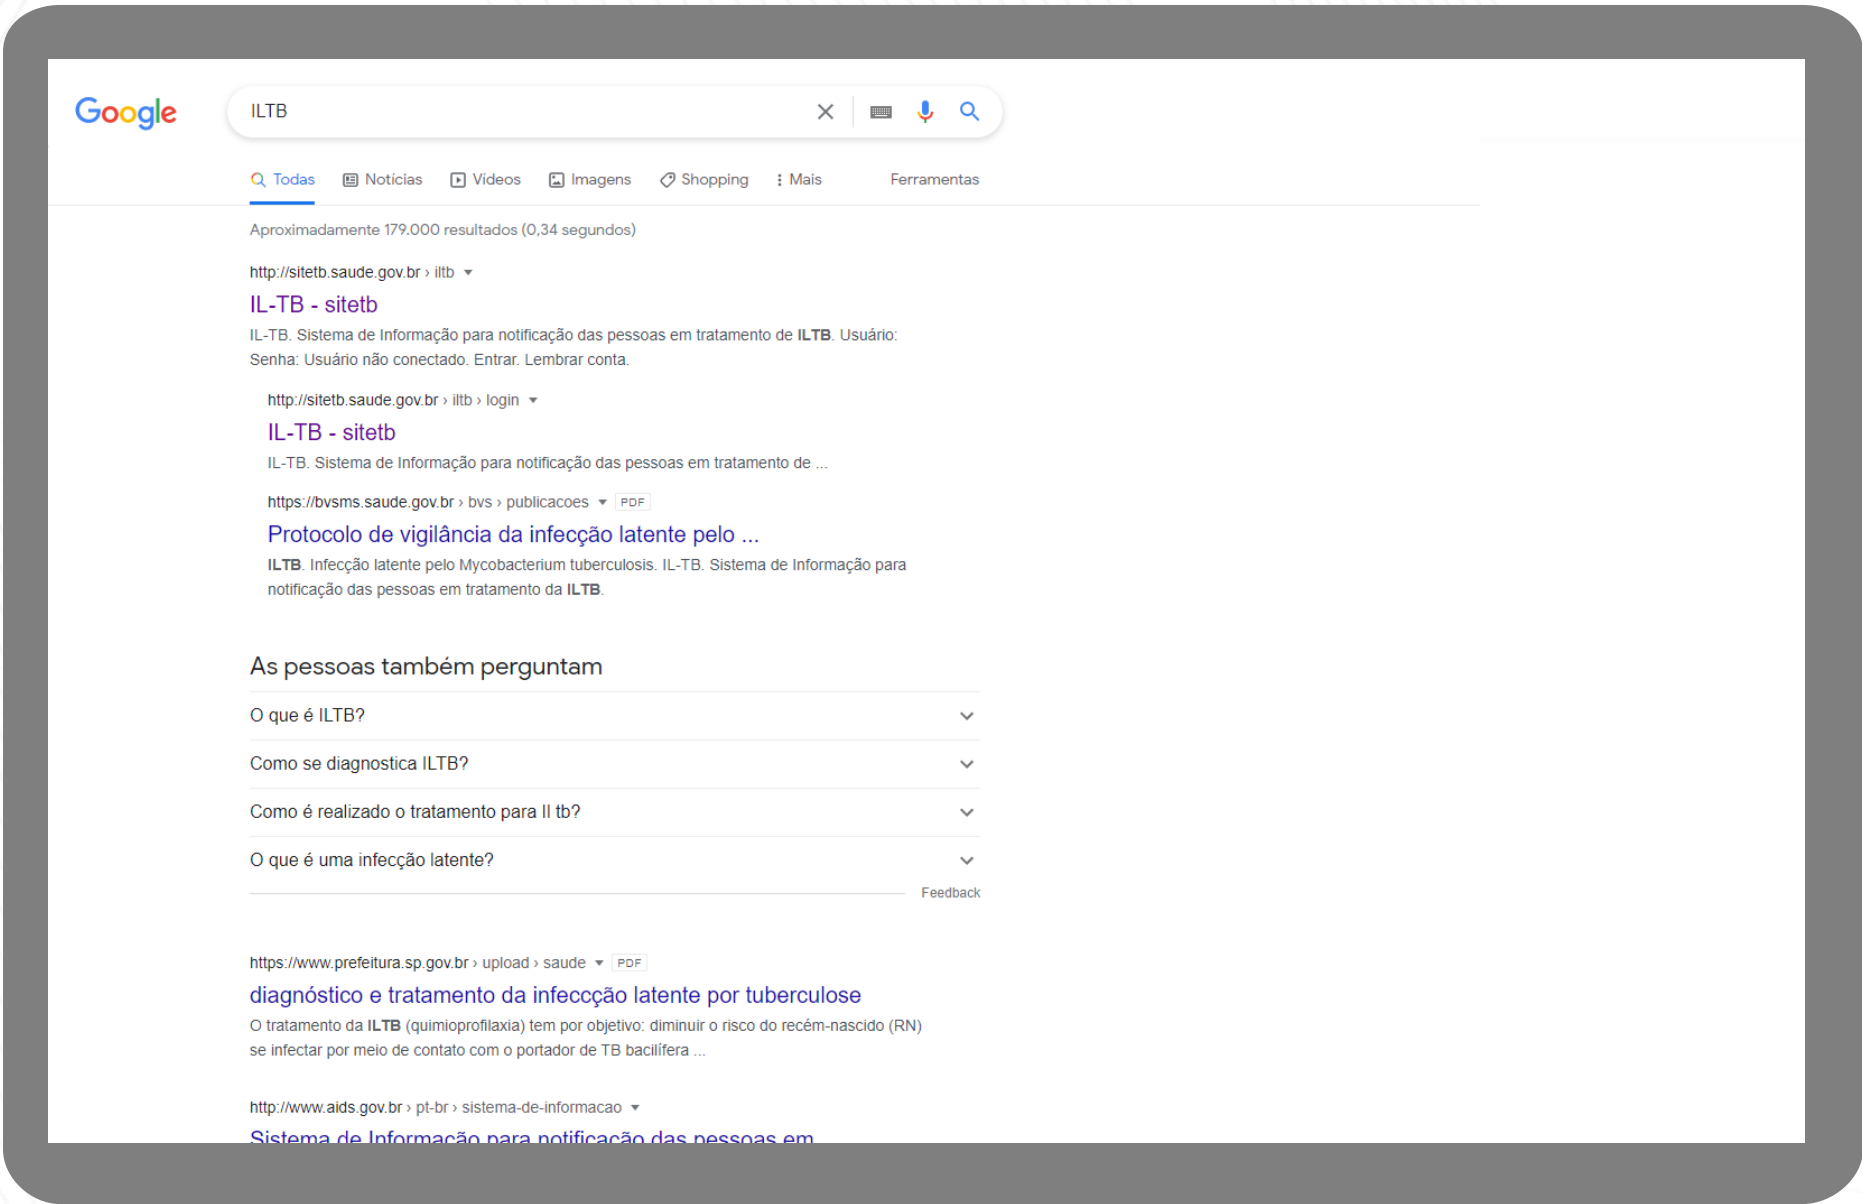 Google
ILTB
Todas Notícias Vídeos Imagens Shopping Mais Ferramentas
Aproximadamente 179.000 resultados (0,34 segundos)
http://sitetb.saude.gov.br › iltb
IL-TB - sitetb
IL-TB. Sistema de Informação para notificação das pessoas em tratamento de ILTB. Usuário:
Senha: Usuário não conectado. Entrar. Lembrar conta.
http://sitetb.saude.gov.br › iltb › login
IL-TB - sitetb
IL-TB. Sistema de Informação para notificação das pessoas em tratamento de ...
https://bvsms.saude.gov.br › bvs › publicacoes PDF
Protocolo de vigilância da infecção latente pelo ...
ILTB. Infecção latente pelo Mycobacterium tuberculosis. IL-TB. Sistema de Informação para
notificação das pessoas em tratamento da ILTB.
As pessoas também perguntam
O que é ILTB?
Como se diagnostica ILTB?
Como é realizado o tratamento para Il tb?
O que é uma infecção latente?
Feedback
https://www.prefeitura.sp.gov.br › upload › saude PDF
diagnóstico e tratamento da infeccção latente por tuberculose
O tratamento da ILTB (quimioprofilaxia) tem por objetivo: diminuir o risco do recém-nascido (RN)
se infectar por meio de contato com o portador de TB bacilífera ...
http://www.aids.gov.br › pt-br › sistema-de-informacao
Sistema de Informação para notificação das pessoas em